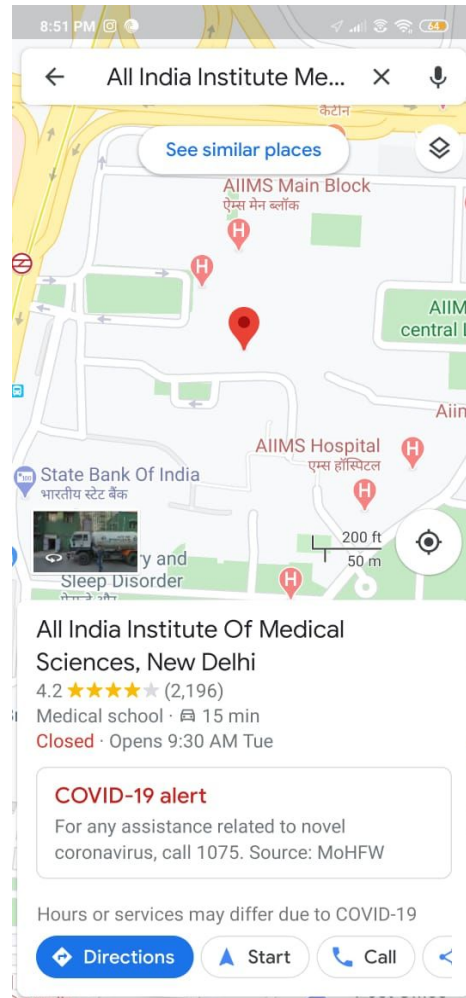 8:51 PM
64
All India Institute Me...
कैंटीन
See similar places
AIIMS Main Block
एम्स मेन ब्लॉक
H
H
AIIM
central l
Aiin
AIIMS Hospital
एम्स हॉस्पिटल
H
H
State Bank Of India
भारतीय स्टेट बैंक
200 ft
50 m
y and
Sleep Disorder
H
All India Institute Of Medical
Sciences, New Delhi
4.2 ★★★★★ (2,196)
Medical school · 15 min
Closed · Opens 9:30 AM Tue
COVID-19 alert
For any assistance related to novel
coronavirus, call 1075. Source: MoHFW
Hours or services may differ due to COVID-19
Directions
Start
Call